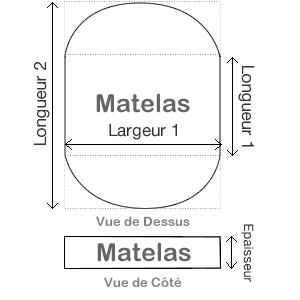 Longueur 2
Matelas
Largeur 1
Longueur 1
Vue de Dessus
Matelas
Epaisseur
Vue de Côté